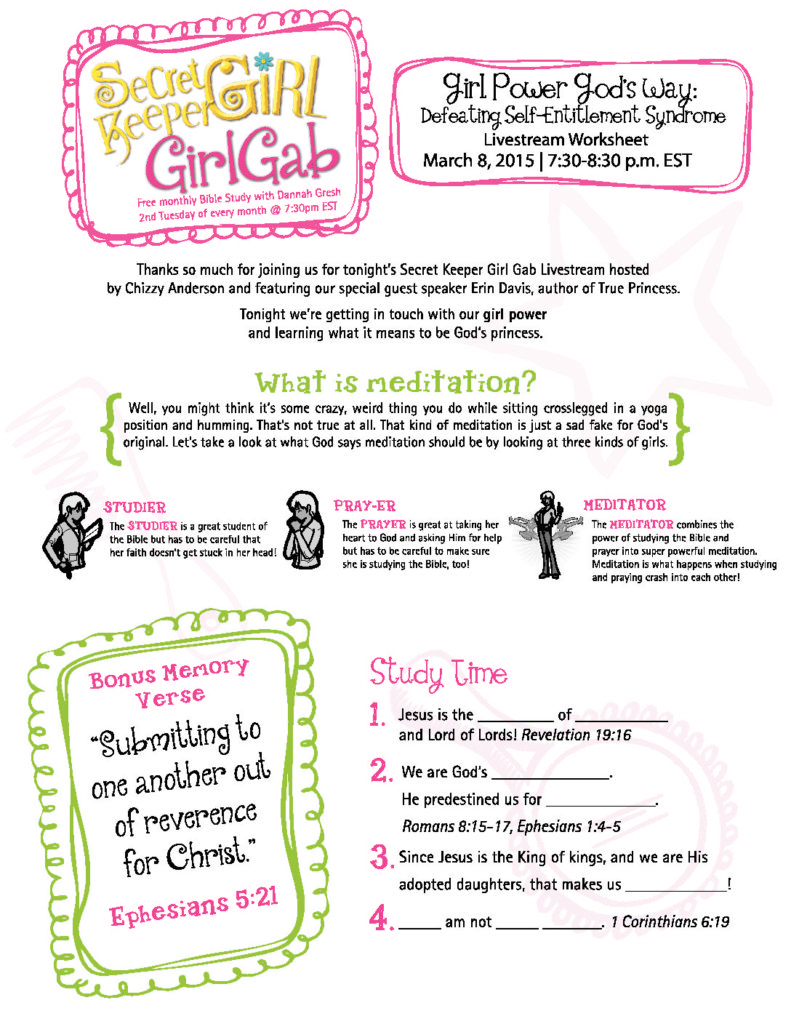 Secret
Keeper GiRL
GirlGab
Free monthly Bible Study with Dannah Gresh
2nd Tuesday of every month @ 7:30pm EST
Girl Power God's Way:
Defeating Self-Entitlement Syndrome
Livestream Worksheet
March 8, 2015 | 7:30-8:30 p.m. EST
Thanks so much for joining us for tonight's Secret Keeper Girl Gab Livestream hosted
by Chizzy Anderson and featuring our special guest speaker Erin Davis, author of True Princess.
Tonight we're getting in touch with our girl power
and learning what it means to be God's princess.
What is meditation?
Well, you might think it's some crazy, weird thing you do while sitting crosslegged in a yoga
position and humming. That's not true at all. That kind of meditation is just a sad fake for God's
original. Let's take a look at what God says meditation should be by looking at three kinds of girls.
STUDIER
The STUDIER is a great student of
the Bible but has to be careful that
her faith doesn't get stuck in her head!
PRAY-ER
The PRAYER is great at taking her
heart to God and asking Him for help
but has to be careful to make sure
she is studying the Bible, too!
MEDITATOR
The MEDITATOR combines the
power of studying the Bible and
prayer into super powerful meditation.
Meditation is what happens when studying
and praying crash into each other!
Bonus Memory
Verse
"Submitting to
one another out
of reverence
for Christ."
Ephesians 5:21
Study Time
1. Jesus is the _________ of ___________
and Lord of Lords! Revelation 19:16
2. We are God's ______________.
He predestined us for _____________.
Romans 8:15-17, Ephesians 1:4-5
3. Since Jesus is the King of kings, and we are His
adopted daughters, that makes us ____________!
4. _____ am not _____ _______. 1 Corinthians 6:19